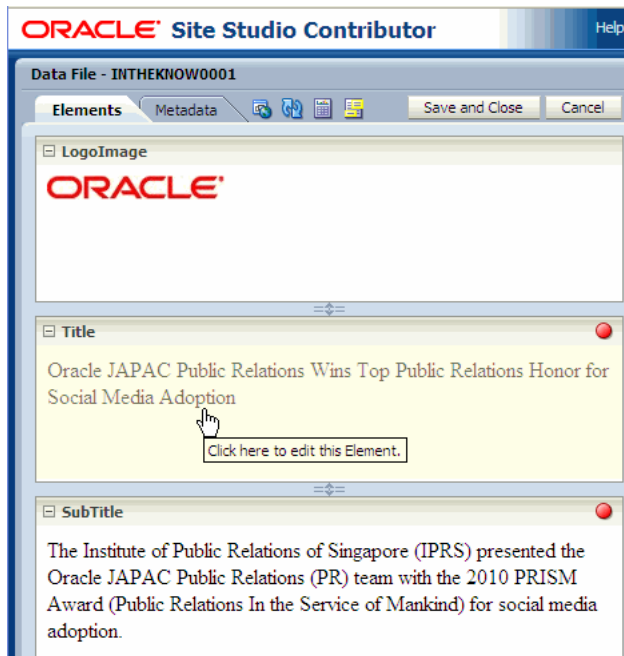 ORACLE Site Studio Contributor
Help
Data File - INTHEKNOW0001
Elements Metadata Save and Close Cancel
LogoImage
ORACLE
Title
Oracle JAPAC Public Relations Wins Top Public Relations Honor for
Social Media Adoption
Click here to edit this Element.
SubTitle
The Institute of Public Relations of Singapore (IPRS) presented the
Oracle JAPAC Public Relations (PR) team with the 2010 PRISM
Award (Public Relations In the Service of Mankind) for social media
adoption.